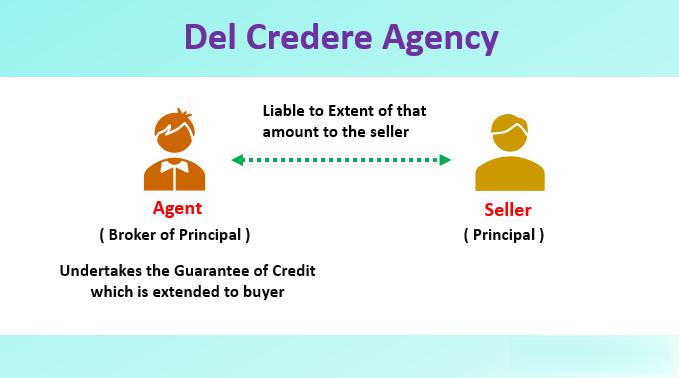 Del Credere Agency
Liable to Extent of that
amount to the seller
Agent
Seller
( Broker of Principal )
( Principal )
Undertakes the Guarantee of Credit
which is extended to buyer